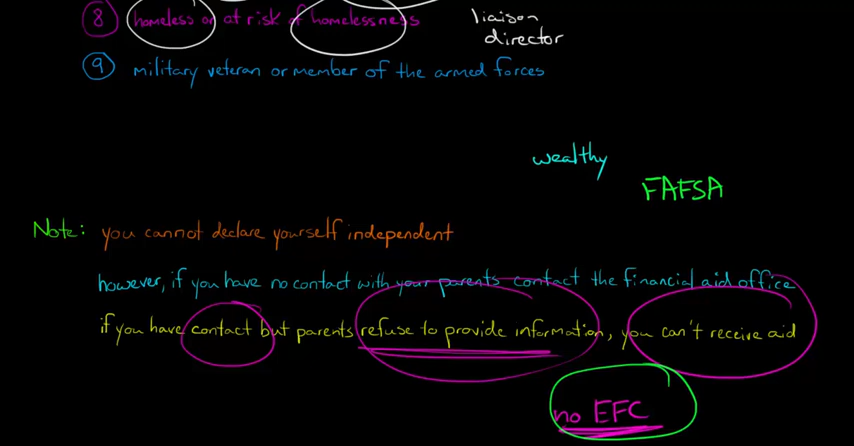 8 homeless or at risk of homelessness
liaison
director
9 military veteran or member of the armed forces
wealthy
FAFSA
Note: you cannot declare yourself independent
however, if you have no contact with your parents contact the financial aid office
if you have contact but parents refuse to provide information, you can't receive aid
no EFC